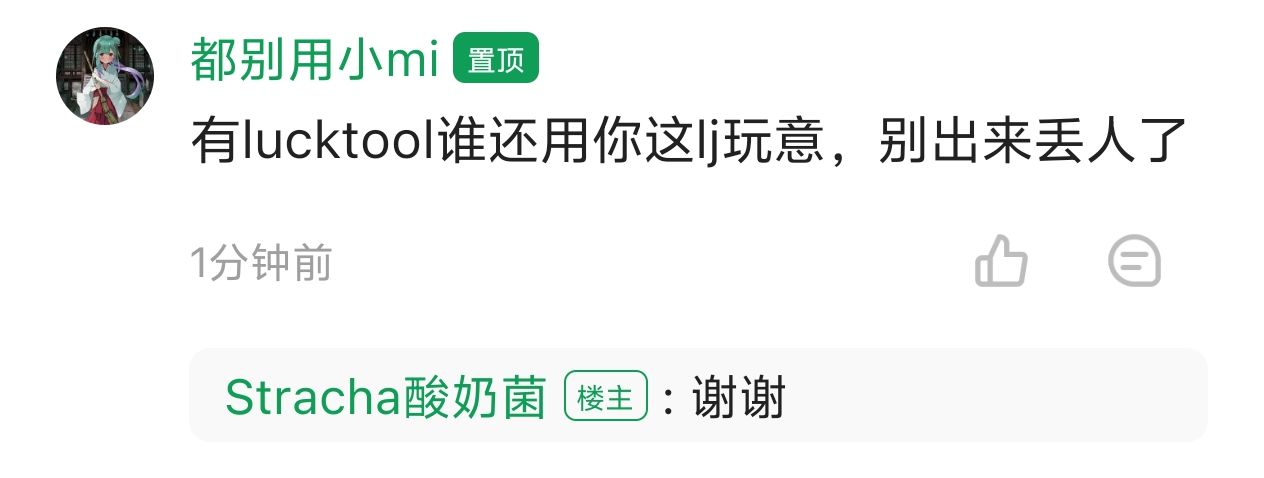 都别用小mi 置顶
有lucktool谁还用你这lj玩意，别出来丢人了
1分钟前
Stracha酸奶菌 楼主 : 谢谢